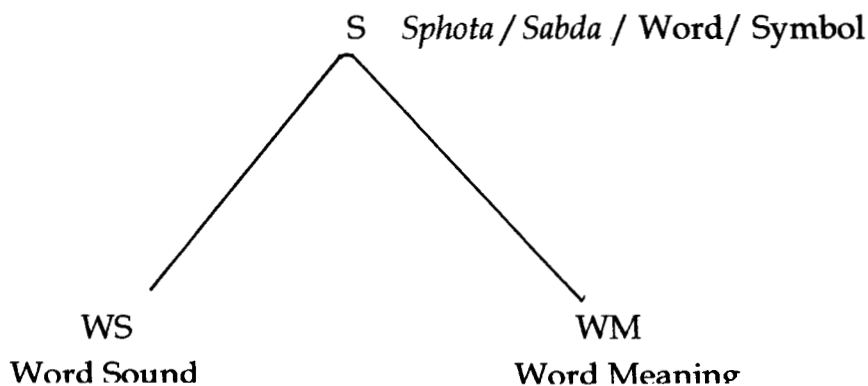 S Sphota / Sabda / Word/ Symbol
WS WM
Word Sound Word Meaning